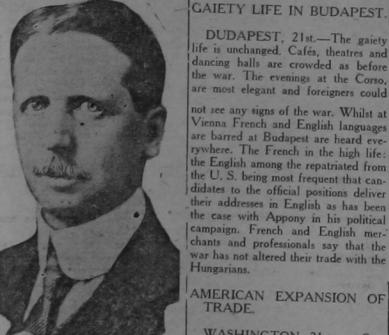 GAIETY LIFE IN BUDAPEST.
DUDAPEST, 21st.—The gaiety
life is unchanged. Cafés, theatres and
dancing halls are crowded as before
the war. The evenings at the Corso,
are most elegant and foreigners could
not see any signs of the war. Whilst at
Vienna French and English languages
are barred at Budapest are heard eve-
rywhere. The French in the high life:
the English among the repatriated from
the U. S. being most frequent that can-
didates to the official positions deliver
their addresses in English as has been
the case with Appony in his political
campaign. French and English mer-
chants and professionals say that the
war has not altered their trade with the
Hungarians.
AMERICAN EXPANSION OF
TRADE.
WASHINGTON 21